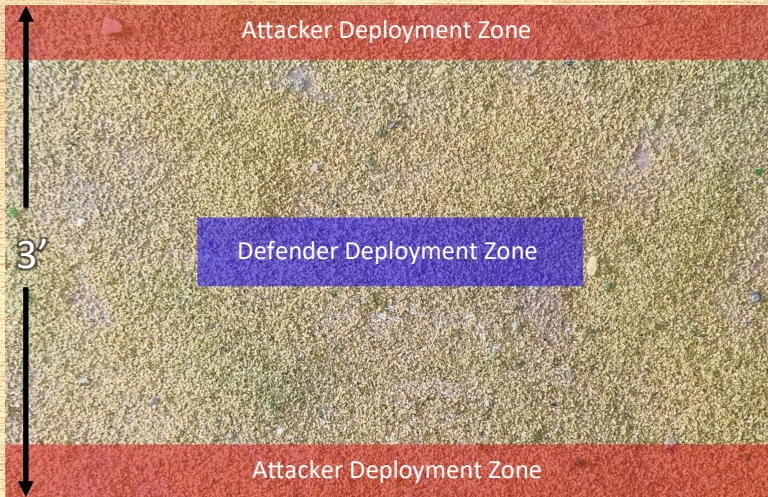 Attacker Deployment Zone
Defender Deployment Zone
3’
Attacker Deployment Zone